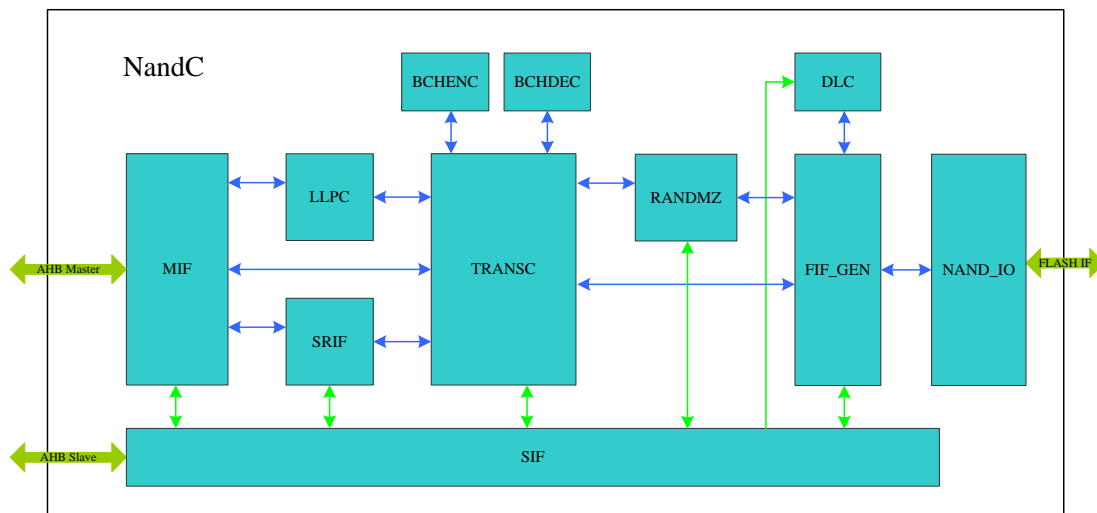 NandC
BCHENC
BCHDEC
DLC
LLPC
RANDMZ
AHB Master
MIF
TRANSC
FIF_GEN
NAND_IO
FLASH IF
SRIF
AHB Slave
SIF